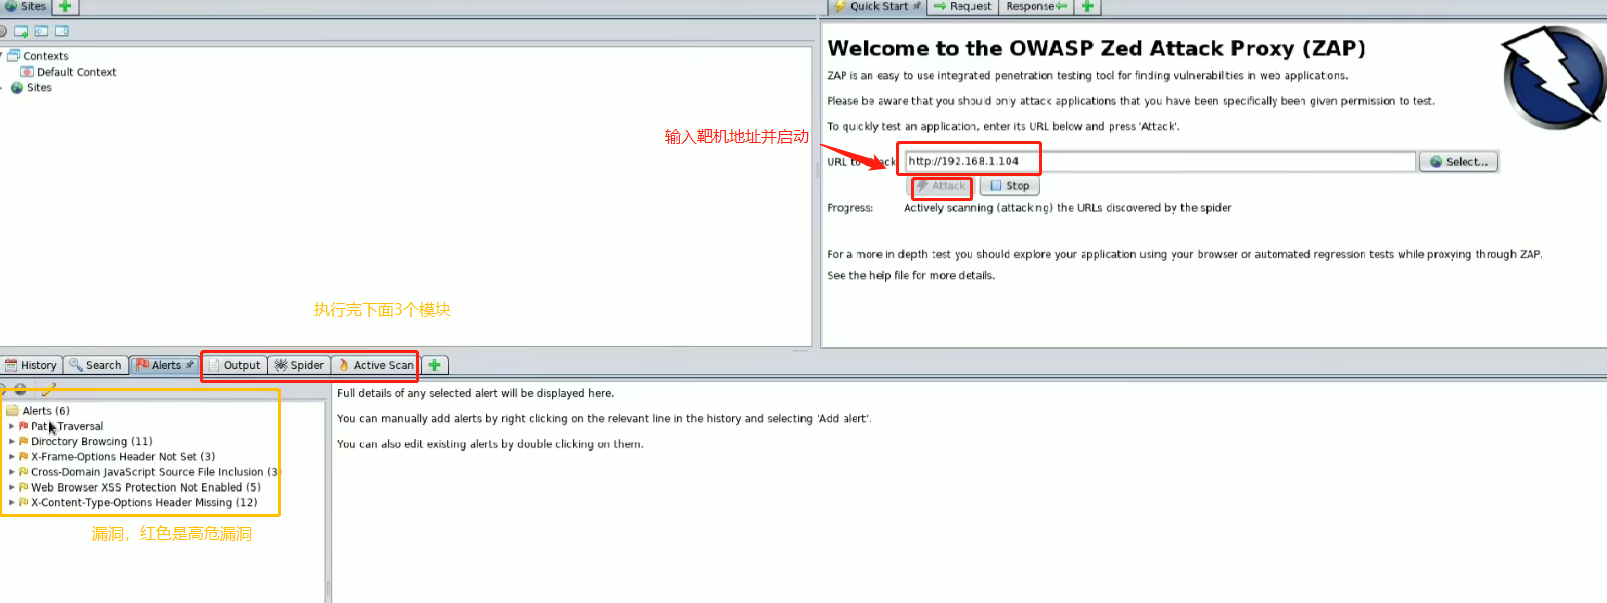 Sites
Quick Start
Request
Response
Contexts
Default Context
Sites
Welcome to the OWASP Zed Attack Proxy (ZAP)
ZAP is an easy to use integrated penetration testing tool for finding vulnerabilities in web applications.
Please be aware that you should only attack applications that you have been specifically been given permission to test.
To quickly test an application, enter its URL below and press 'Attack'.
输入靶机地址并启动
URL to
http://192.168.1.104
Select...
Attack
Stop
Progress:
Actively scanning (attacking) the URLs discovered by the spider
For a more in depth test you should explore your application using your browser or automated regression tests while proxying through ZAP.
See the help file for more details.
执行完下面3个模块
History
Search
Alerts
Output
Spider
Active Scan
Alerts (6)
Path Traversal
Directory Browsing (11)
X-Frame-Options Header Not Set (3)
Cross-Domain JavaScript Source File Inclusion (3
Web Browser XSS Protection Not Enabled (5)
X-Content-Type-Options Header Missing (12)
漏洞，红色是高危漏洞
Full details of any selected alert will be displayed here.
You can manually add alerts by right clicking on the relevant line in the history and selecting 'Add alert'.
You can also edit existing alerts by double clicking on them.